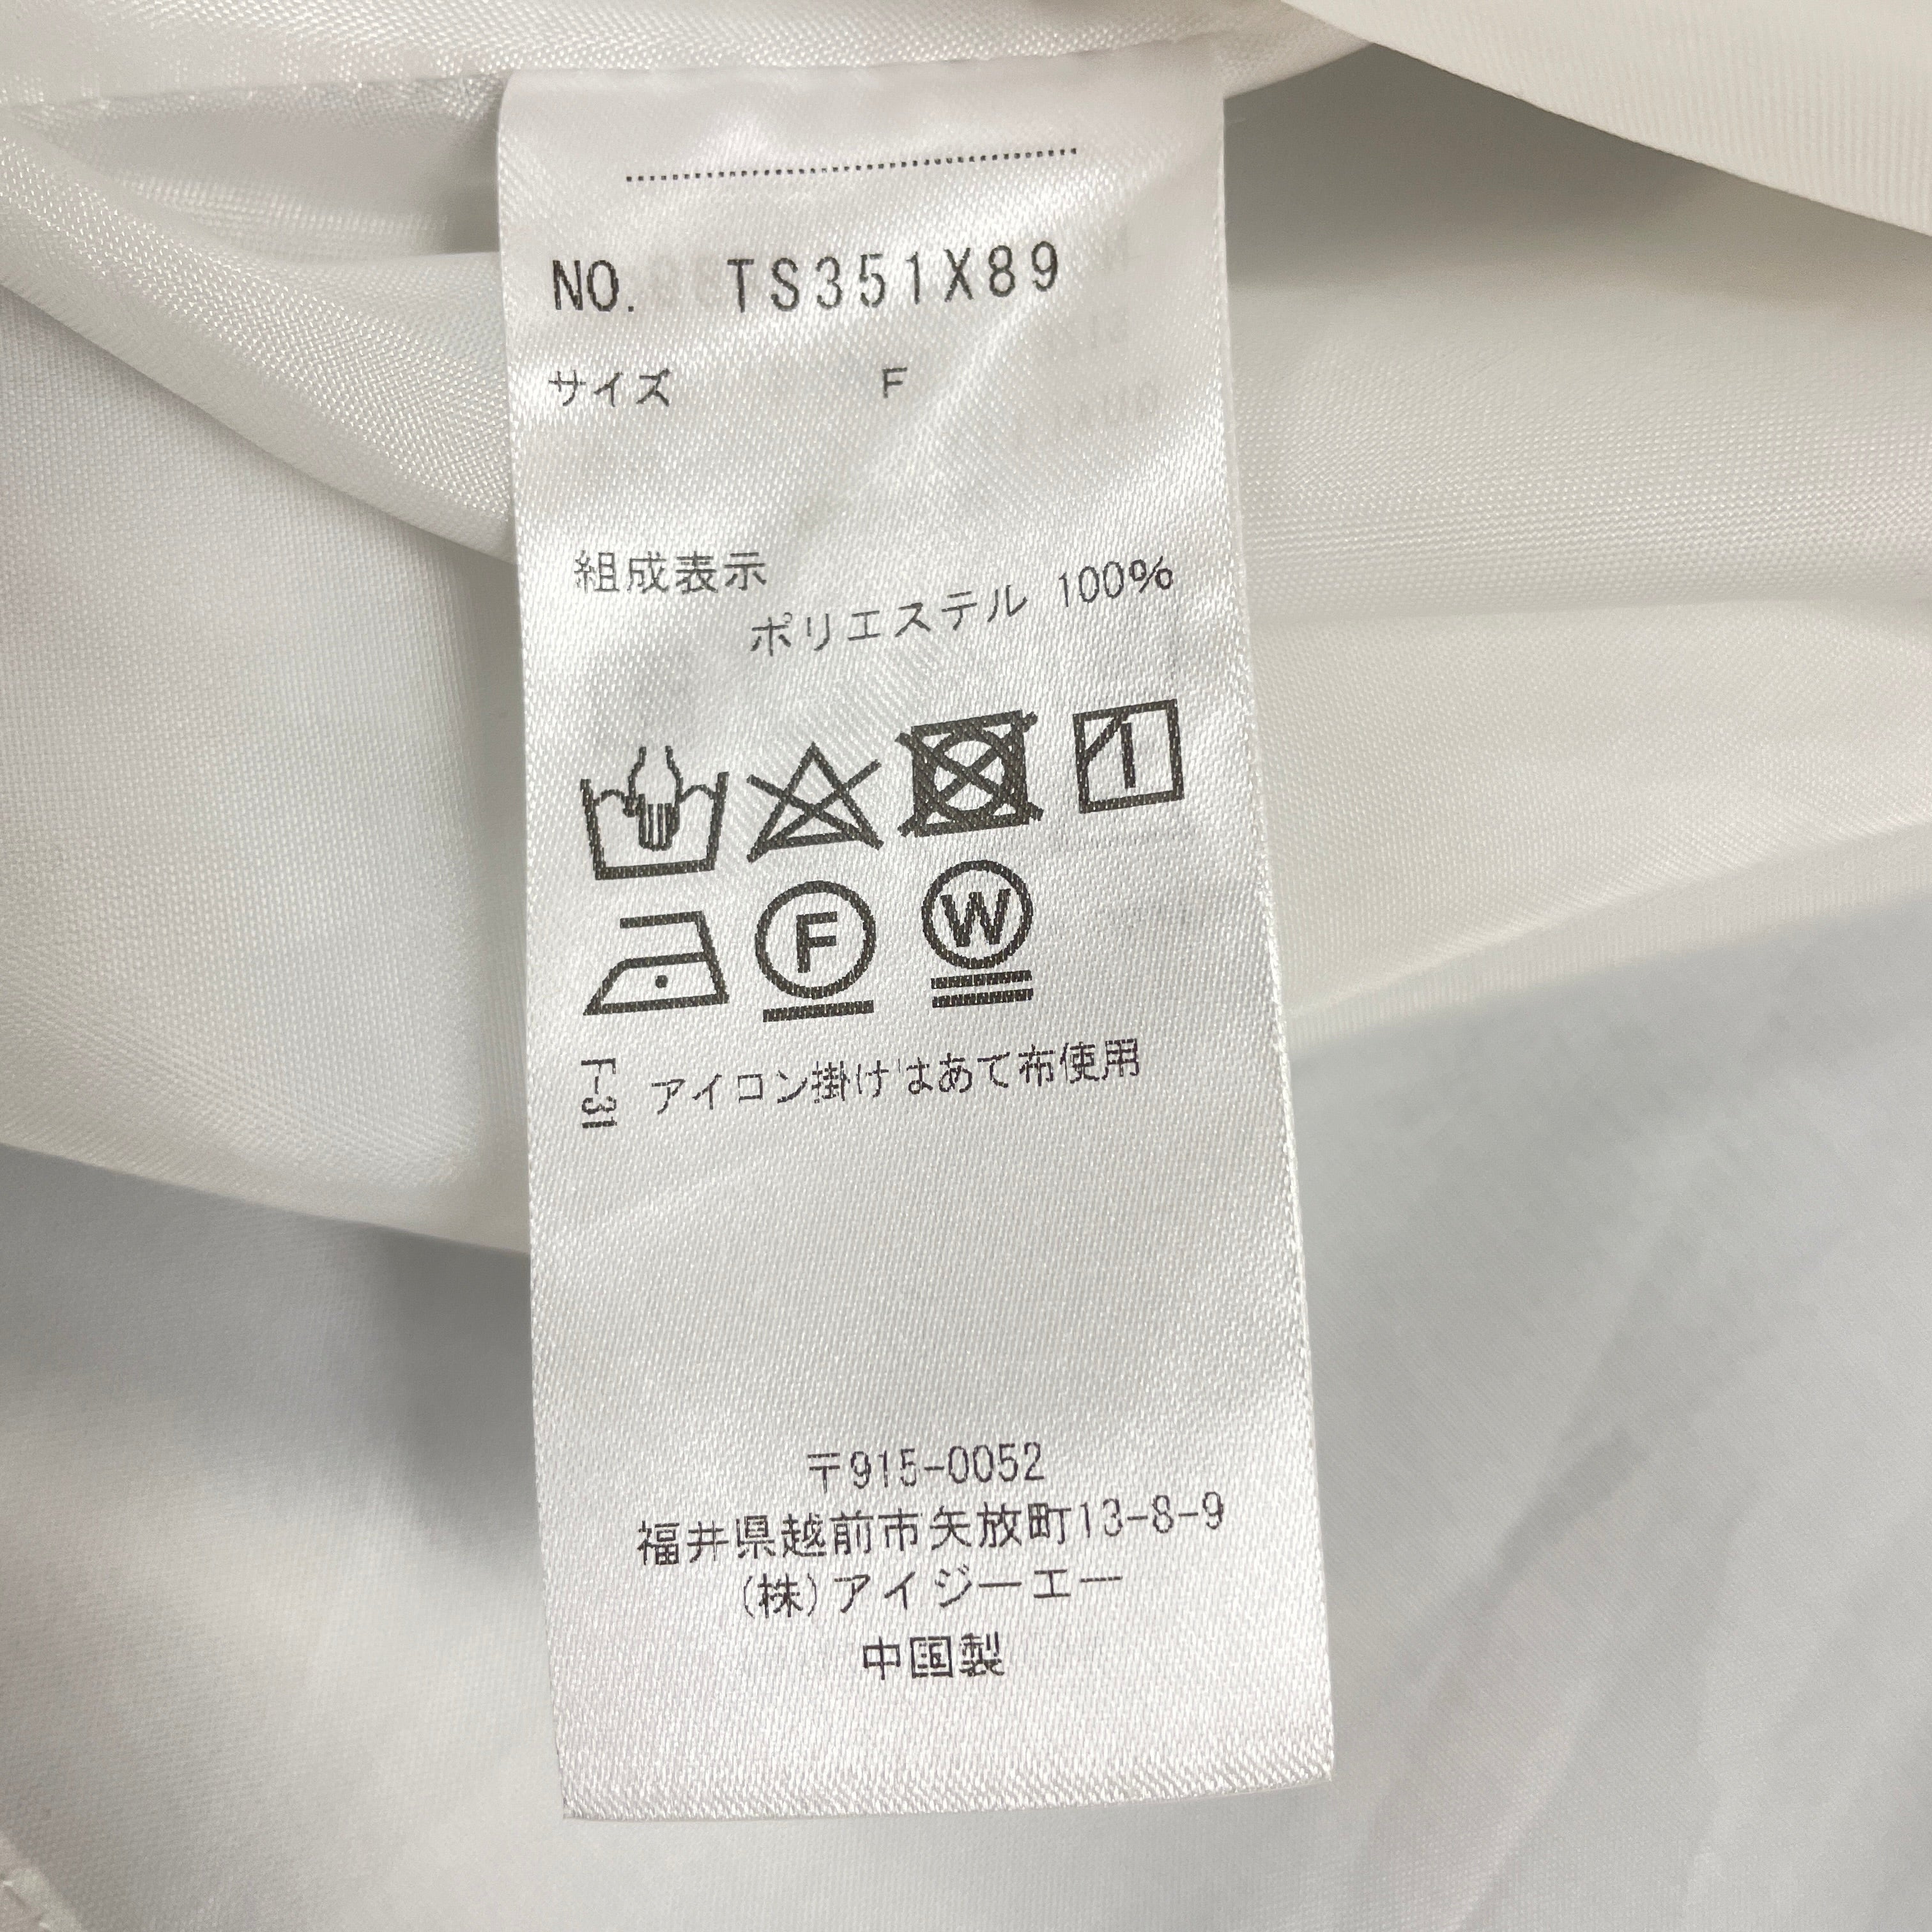 NO. TS351X89
サイズ F
組成表示
ポリエステル 100%
F W
F-31 アイロン掛けはあて布使用
〒915-0052
福井県越前市矢放町13-8-9
(株)アイジーエー
中国製